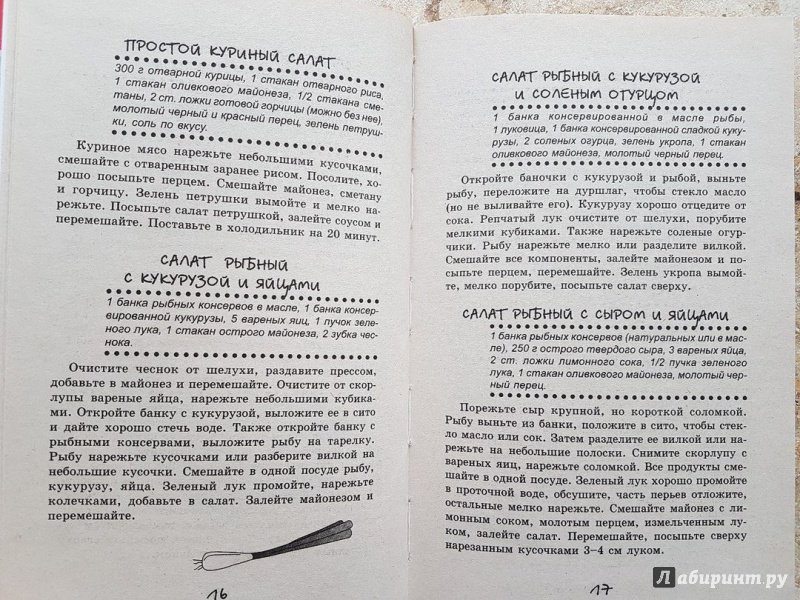 ПРОСТОЙ КУРИНЫЙ САЛАТ
300 г отварной курицы, 1 стакан отварного риса,
1 стакан оливкового майонеза, 1/2 стакана сме-
таны, 2 ст. ложки готовой горчицы (можно без нее),
молотый черный и красный перец, зелень петруш-
ки, соль по вкусу.
Куриное мясо нарежьте небольшими кусочками,
смешайте с отваренным заранее рисом. Посолите, хо-
рошо посыпьте перцем. Смешайте майонез, сметану
и горчицу. Зелень петрушки вымойте и мелко на-
режьте. Посыпьте салат петрушкой, залейте соусом и
перемешайте. Поставьте в холодильник на 20 минут.
САЛАТ РЫБНЫЙ
С КУКУРУЗОЙ И ЯЙЦАМИ
1 банка рыбных консервов в масле, 1 банка консер-
вированной кукурузы, 5 вареных яиц, 1 пучок зеле-
ного лука, 1 стакан острого майонеза, 2 зубка чес-
нока.
Очистите чеснок от шелухи, раздавите прессом,
добавьте в майонез и перемешайте. Очистите от скор-
лупы вареные яйца, нарежьте небольшими кубика-
ми. Откройте банку с кукурузой, выложите ее в сито
и дайте хорошо стечь воде. Также откройте банку с
рыбными консервами, выложите рыбу на тарелку.
Рыбу нарежьте кусочками или разберите вилкой на
небольшие кусочки. Смешайте в одной посуде рыбу,
кукурузу, яйца. Зеленый лук промойте, нарежьте
колечками, добавьте в салат. Залейте майонезом и
перемешайте.
16
САЛАТ РЫБНЫЙ С КУКУРУЗОЙ
И СОЛЕНЫМ ОГУРЦОМ
1 банка консервированной в масле рыбы,
1 луковица, 1 банка консервированной сладкой куку-
рузы, 2 соленых огурца, зелень укропа, 1 стакан
оливкового майонеза, молотый черный перец.
Откройте баночки с кукурузой и рыбой, выньте
рыбу, переложите на дуршлаг, чтобы стекло масло
(но не выливайте его). Кукурузу хорошо отцедите от
сока. Репчатый лук очистите от шелухи, порубите
мелкими кубиками. Также нарежьте соленые огур-
чики. Рыбу нарежьте мелко или разделите вилкой.
Смешайте все компоненты, залейте майонезом и по-
сыпьте перцем, перемешайте. Зелень укропа вымой-
те, мелко порубите, посыпьте салат сверху.
САЛАТ РЫБНЫЙ С СЫРОМ И ЯЙЦАМИ
1 банка рыбных консервов (натуральных или в мас-
ле), 250 г острого твердого сыра, 3 вареных яйца,
2 ст. ложки лимонного сока, 1/2 пучка зеленого
лука, 1 стакан оливкового майонеза, молотый чер-
ный перец.
Порежьте сыр крупной, но короткой соломкой.
Рыбу выньте из банки, положите в сито, чтобы стек-
ло масло или сок. Затем разделите ее вилкой или на-
режьте на небольшие полоски. Снимите скорлупу с
вареных яиц, нарежьте соломкой. Все продукты сме-
шайте в одной посуде. Зеленый лук хорошо промойте
в проточной воде, обсушите, часть перьев отложите,
остальные мелко нарежьте. Смешайте майонез с ли-
монным соком, молотым перцем, измельченным лу-
ком, залейте салат. Перемешайте, посыпьте сверху
нарезанным кусочками 3–4 см луком.
17
Лабиринт.ру